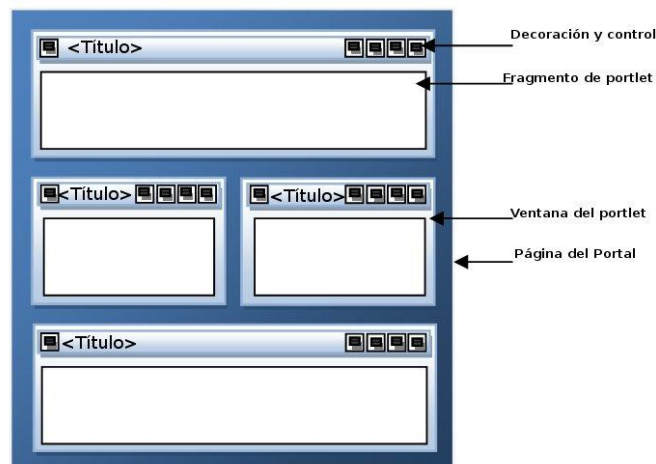 <Título>
Decoración y control
Fragmento de portlet
<Título>
<Título>
Ventana del portlet
Página del Portal
<Título>